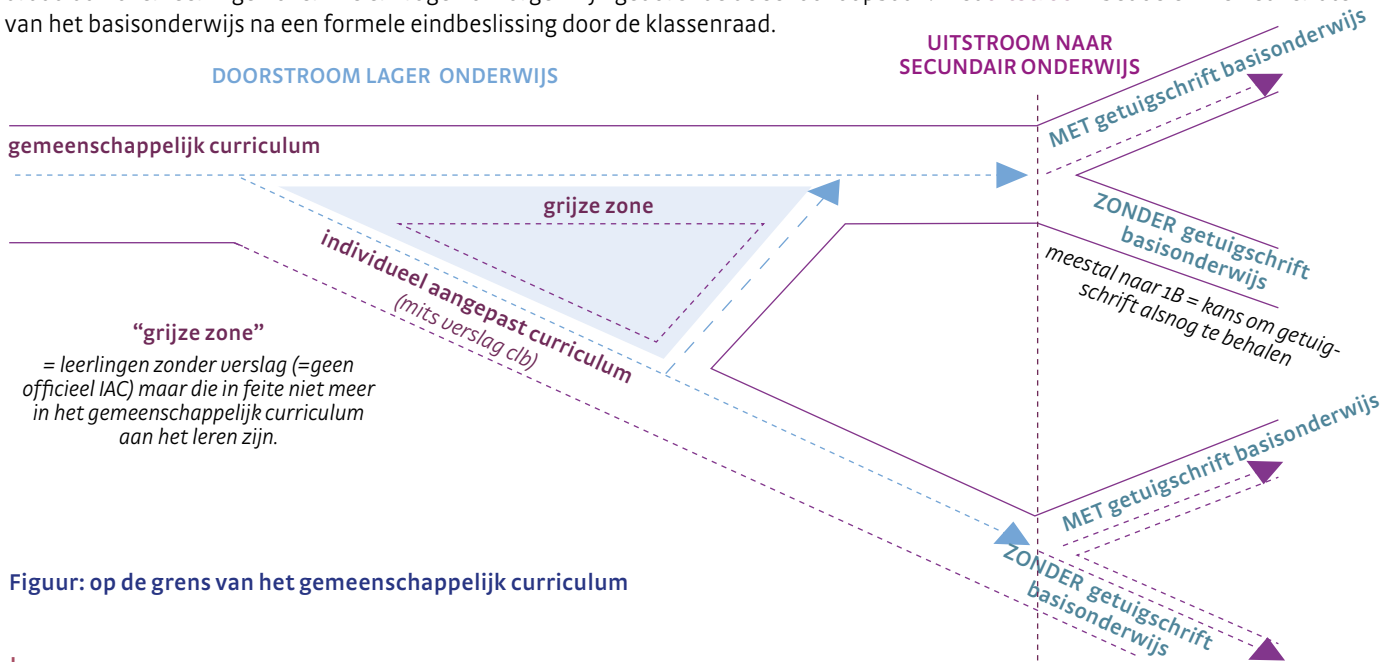 van het basisonderwijs na een formele eindbeslissing door de klassenraad.
UITSTROOM NAAR
SECUNDAIR ONDERWIJS
DOORSTROOM LAGER ONDERWIJS
MET getuigschrift basisonderwijs
gemeenschappelijk curriculum
grijze zone
ZONDER getuigschrift
basisonderwijs
individueel aangepast curriculum
(mits verslag clb)
meestal naar 1B = kans om getuig-
schrift alsnog te behalen
“grijze zone”
= leerlingen zonder verslag (=geen
officieel IAC) maar die in feite niet meer
in het gemeenschappelijk curriculum
aan het leren zijn.
MET getuigschrift basisonderwijs
ZONDER getuigschrift
basisonderwijs
Figuur: op de grens van het gemeenschappelijk curriculum